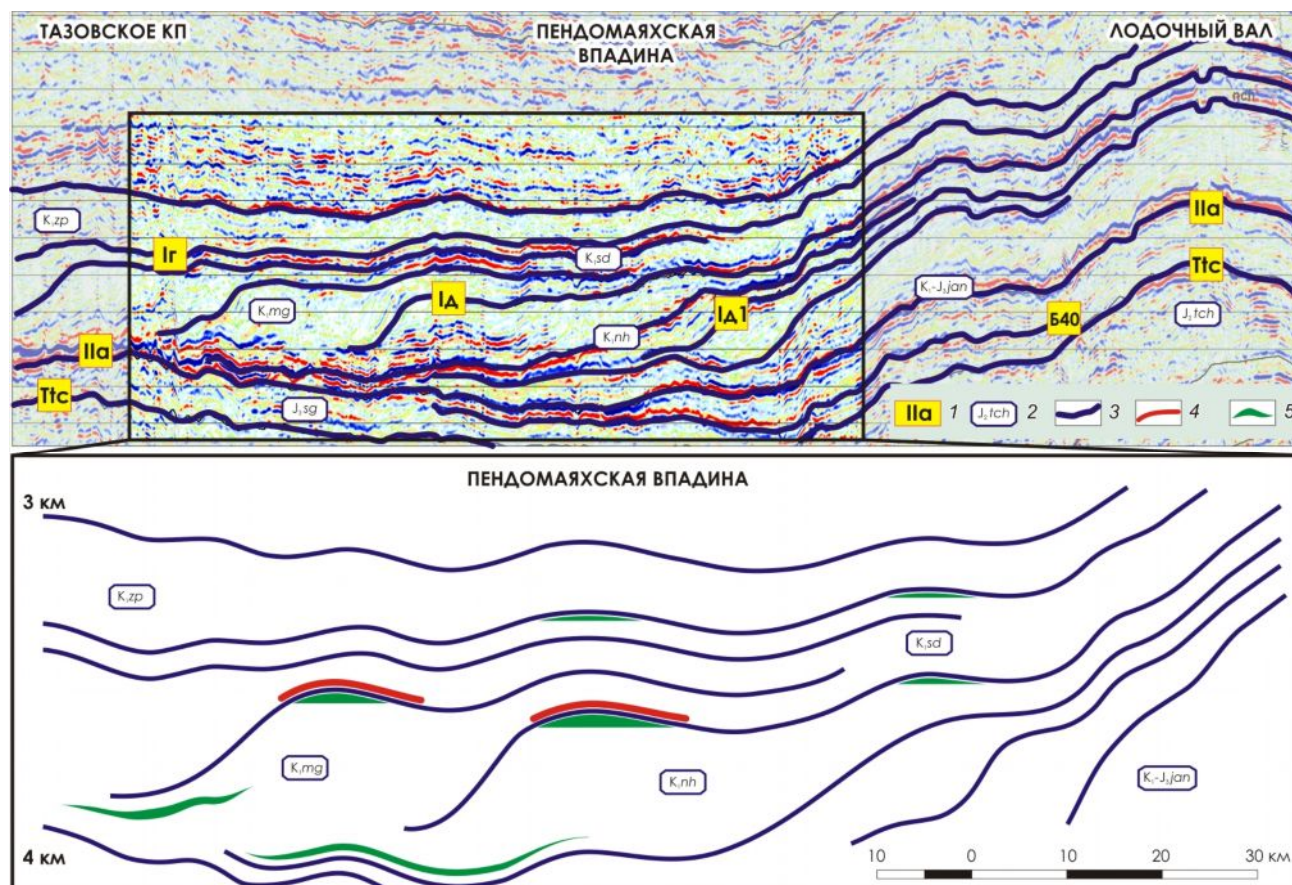 ТАЗОВСКОЕ КП
ПЕНДОМАЯХСКАЯ
ВПАДИНА
ЛОДОЧНЫЙ ВАЛ
ach
K₁zp
Iг
K₁sd
IIa
K₁mg
IД
IД1
K₁-J₃jan
Ttc
K₁nh
Б40
J₂tch
IIa
Ttc
J₃sg
IIa 1 J₂tch 2 3 4 5
ПЕНДОМАЯХСКАЯ ВПАДИНА
3 км
K₁zp
K₁sd
K₁mg
K₁nh
K₁-J₃jan
4 км
10 0 10 20 30 км